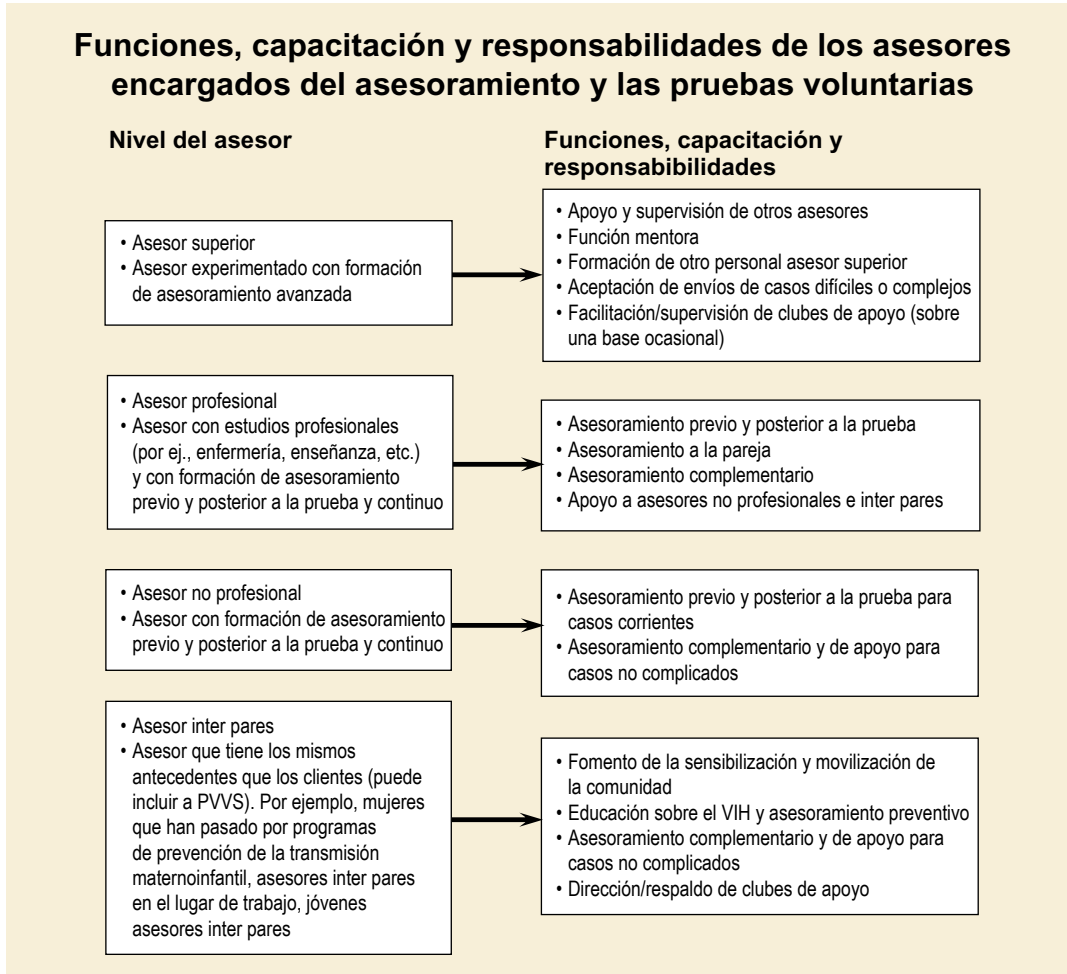 Funciones, capacitación y responsabilidades de los asesores
encargados del asesoramiento y las pruebas voluntarias
Nivel del asesor
Funciones, capacitación y
responsabibilidades
• Asesor superior
• Asesor experimentado con formación
de asesoramiento avanzada
• Apoyo y supervisión de otros asesores
• Función mentora
• Formación de otro personal asesor superior
• Aceptación de envíos de casos difíciles o complejos
• Facilitación/supervisión de clubes de apoyo (sobre
una base ocasional)
• Asesor profesional
• Asesor con estudios profesionales
(por ej., enfermería, enseñanza, etc.)
y con formación de asesoramiento
previo y posterior a la prueba y continuo
• Asesoramiento previo y posterior a la prueba
• Asesoramiento a la pareja
• Asesoramiento complementario
• Apoyo a asesores no profesionales e inter pares
• Asesor no profesional
• Asesor con formación de asesoramiento
previo y posterior a la prueba y continuo
• Asesoramiento previo y posterior a la prueba para
casos corrientes
• Asesoramiento complementario y de apoyo para
casos no complicados
• Asesor inter pares
• Asesor que tiene los mismos
antecedentes que los clientes (puede
incluir a PVVS). Por ejemplo, mujeres
que han pasado por programas
de prevención de la transmisión
maternoinfantil, asesores inter pares
en el lugar de trabajo, jóvenes
asesores inter pares
• Fomento de la sensibilización y movilización de
la comunidad
• Educación sobre el VIH y asesoramiento preventivo
• Asesoramiento complementario y de apoyo para
casos no complicados
• Dirección/respaldo de clubes de apoyo